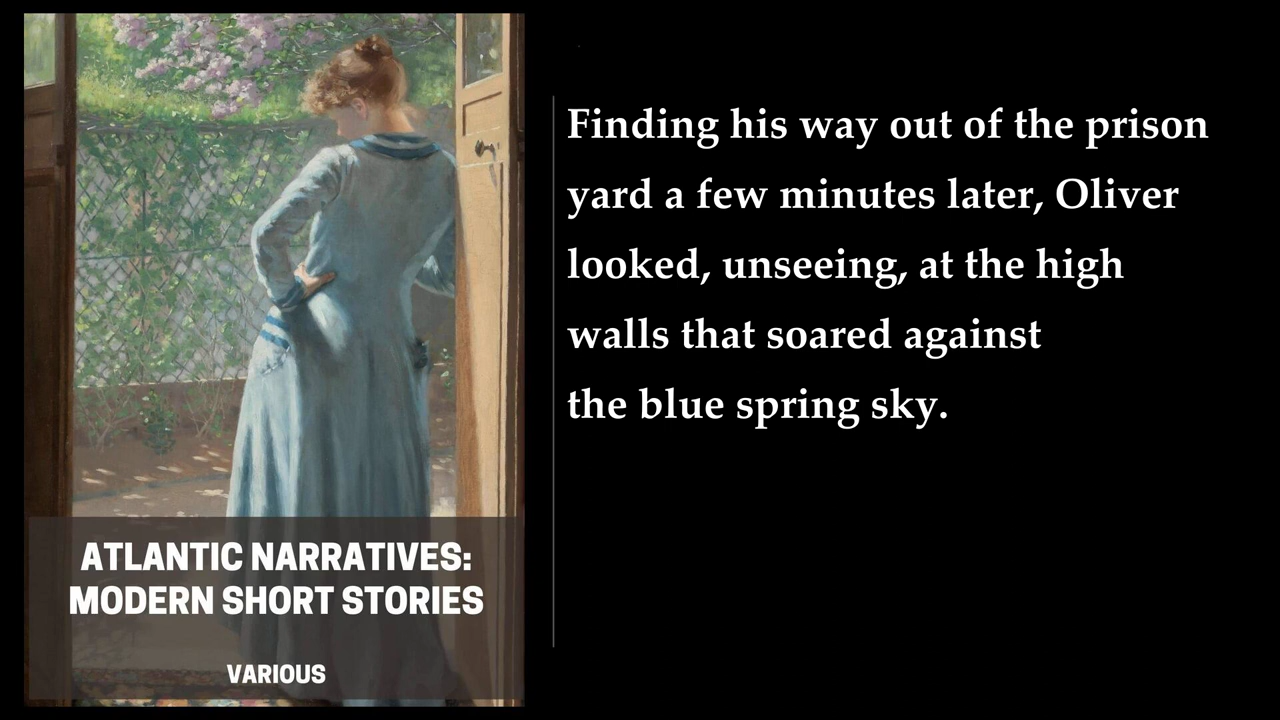 ATLANTIC NARRATIVES:
MODERN SHORT STORIES
VARIOUS
Finding his way out of the prison
yard a few minutes later, Oliver
looked, unseeing, at the high
walls that soared against
the blue spring sky.